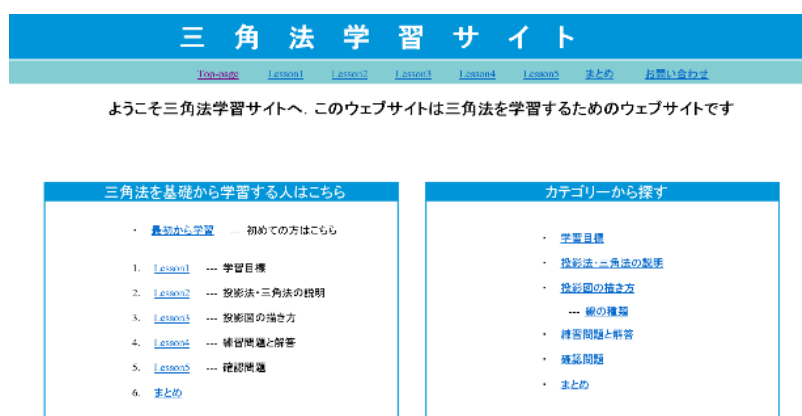 三角法学習サイト
Top-page Lesson1 Lesson2 Lesson3 Lesson4 Lesson5 まとめ お問い合わせ
ようこそ三角法学習サイトへ. このウェブサイトは三角法を学習するためのウェブサイトです
三角法を基礎から学習する人はこちら
・ 最初から学習 --- 初めての方はこちら
1. Lesson1 --- 学習目標
2. Lesson2 --- 投影法・三角法の説明
3. Lesson3 --- 投影図の描き方
4. Lesson4 --- 練習問題と解答
5. Lesson5 --- 確認問題
6. まとめ
カテゴリーから探す
・ 学習目標
・ 投影法・三角法の説明
・ 投影図の描き方
--- 線の種類
・ 練習問題と解答
・ 確認問題
・ まとめ